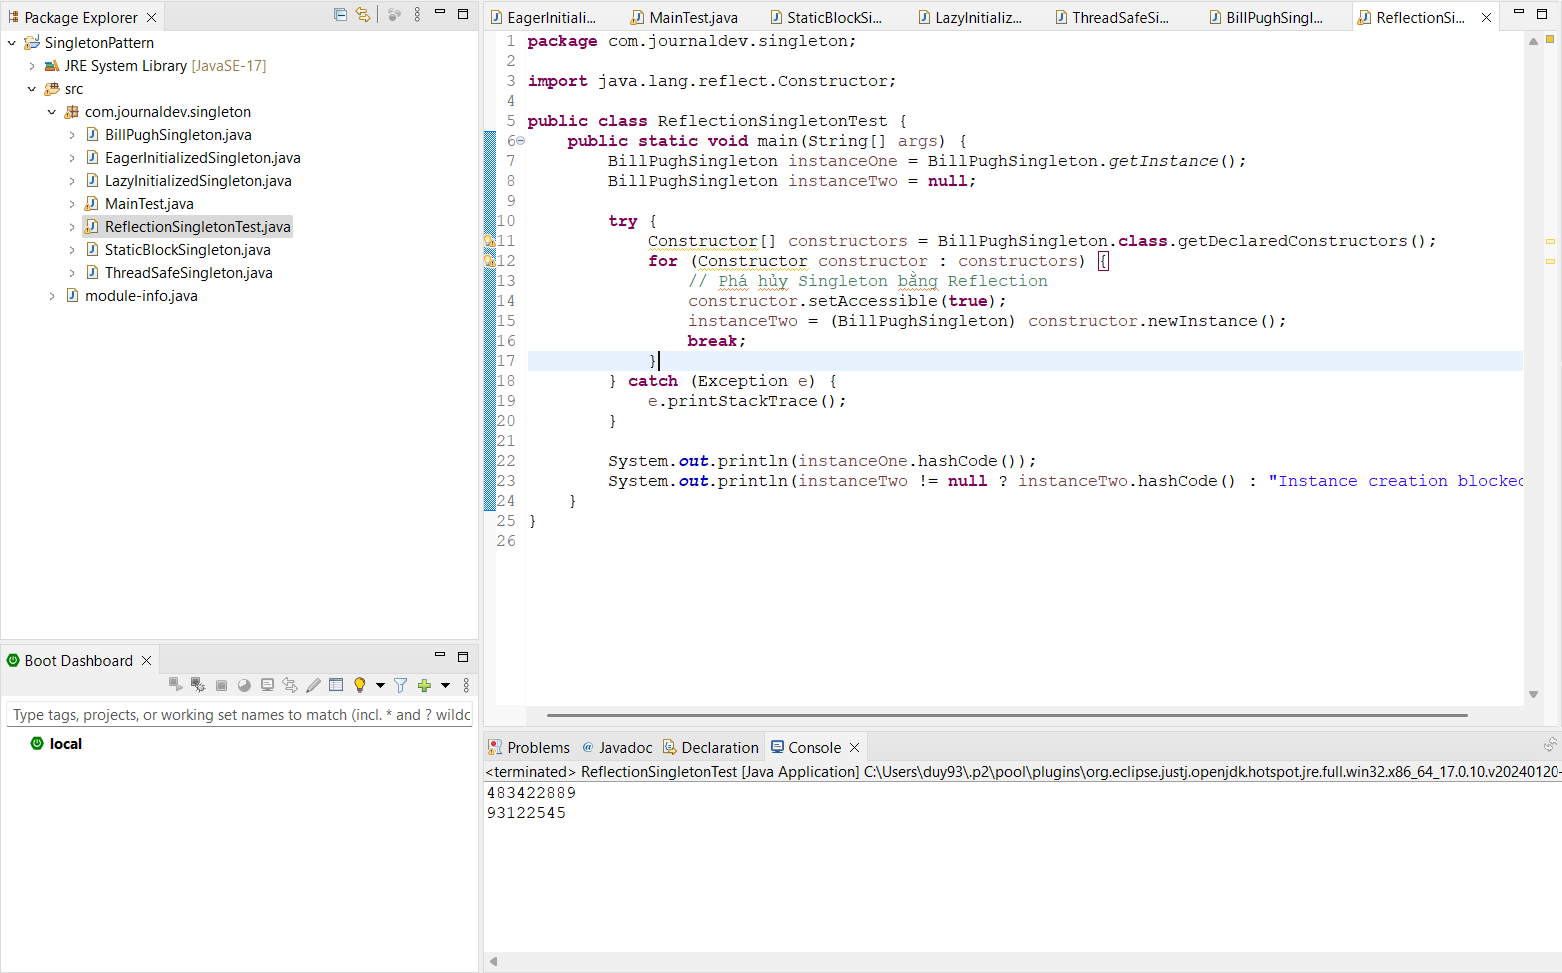 Package Explorer
SingletonPattern
JRE System Library [JavaSE-17]
src
com.journaldev.singleton
BillPughSingleton.java
EagerInitializedSingleton.java
LazyInitializedSingleton.java
MainTest.java
ReflectionSingletonTest.java
StaticBlockSingleton.java
ThreadSafeSingleton.java
module-info.java
Boot Dashboard
Type tags, projects, or working set names to match (incl. * and ? wildc
local
EagerInitiali... MainTest.java StaticBlockSi... LazyInitializ... ThreadSafeSi... BillPughSingl... ReflectionSi...
1 package com.journaldev.singleton;
2
3 import java.lang.reflect.Constructor;
4
5 public class ReflectionSingletonTest {
6 public static void main(String[] args) {
7 BillPughSingleton instanceOne = BillPughSingleton.getInstance();
8 BillPughSingleton instanceTwo = null;
9
10 try {
11 Constructor[] constructors = BillPughSingleton.class.getDeclaredConstructors();
12 for (Constructor constructor : constructors) {
13 // Phá hủy Singleton bằng Reflection
14 constructor.setAccessible(true);
15 instanceTwo = (BillPughSingleton) constructor.newInstance();
16 break;
17 }
18 } catch (Exception e) {
19 e.printStackTrace();
20 }
21
22 System.out.println(instanceOne.hashCode());
23 System.out.println(instanceTwo != null ? instanceTwo.hashCode() : "Instance creation blocked
24 }
25 }
26
Problems @ Javadoc Declaration Console
<terminated> ReflectionSingletonTest [Java Application] C:\Users\duy93\.p2\pool\plugins\org.eclipse.justj.openjdk.hotspot.jre.full.win32.x86_64_17.0.10.v20240120-
483422889
93122545